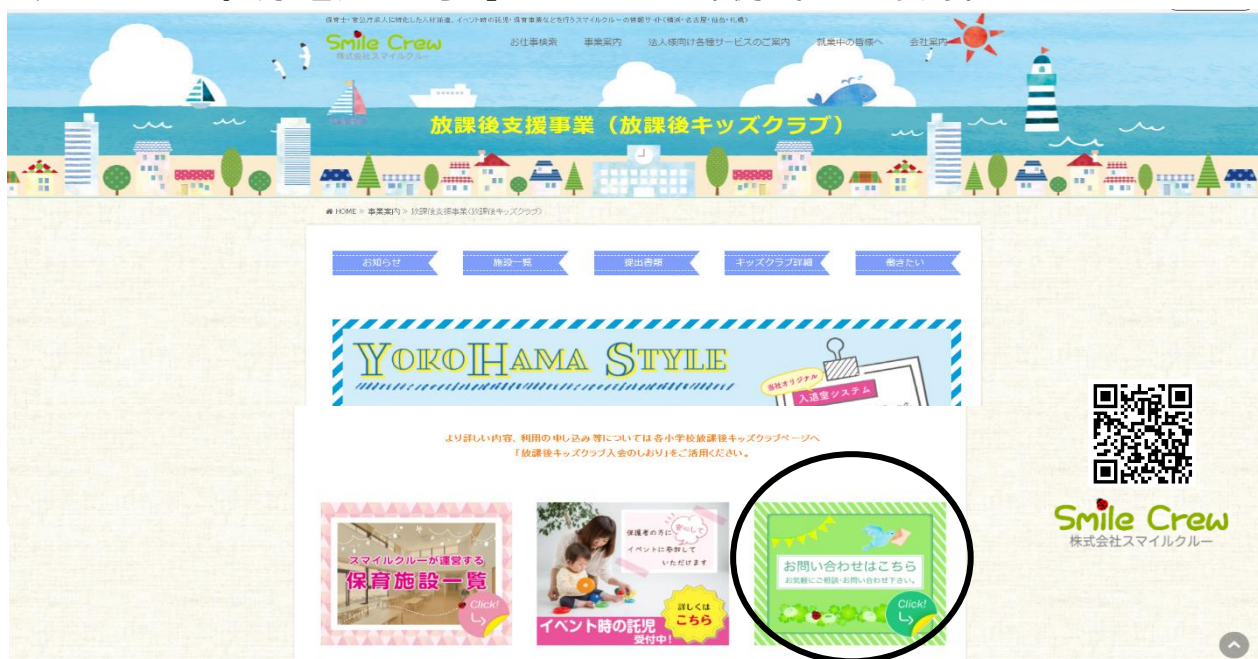 保育士・官公庁求人に特化した人材派遣、イベント時の託児・保育事業などを行うスマイルクルーの情報サイト(横浜・名古屋・仙台・札幌)
Smile Crew
株式会社スマイルクルー
お仕事検索 事業案内 法人様向け各種サービスのご案内 就業中の皆様へ 会社案内
放課後支援事業（放課後キッズクラブ）
HOME > 事業案内 > 放課後支援事業(放課後キッズクラブ)
お知らせ 施設一覧 提出書類 キッズクラブ詳細 働きたい
YOKOHAMA STYLE
当社オリジナル
入退室システム
より詳しい内容、利用の申し込み等については各小学校放課後キッズクラブページへ
「放課後キッズクラブ入会のしおり」をご活用ください。
スマイルクルーが運営する
保育施設一覧
Click!
保護者の方に安心して
イベントに参加して
いただけます
詳しくは
こちら
イベント時の託児
受付中!
お問い合わせはこちら
お気軽にご相談・お問い合わせ下さい。
Click!
Smile Crew
株式会社スマイルクルー